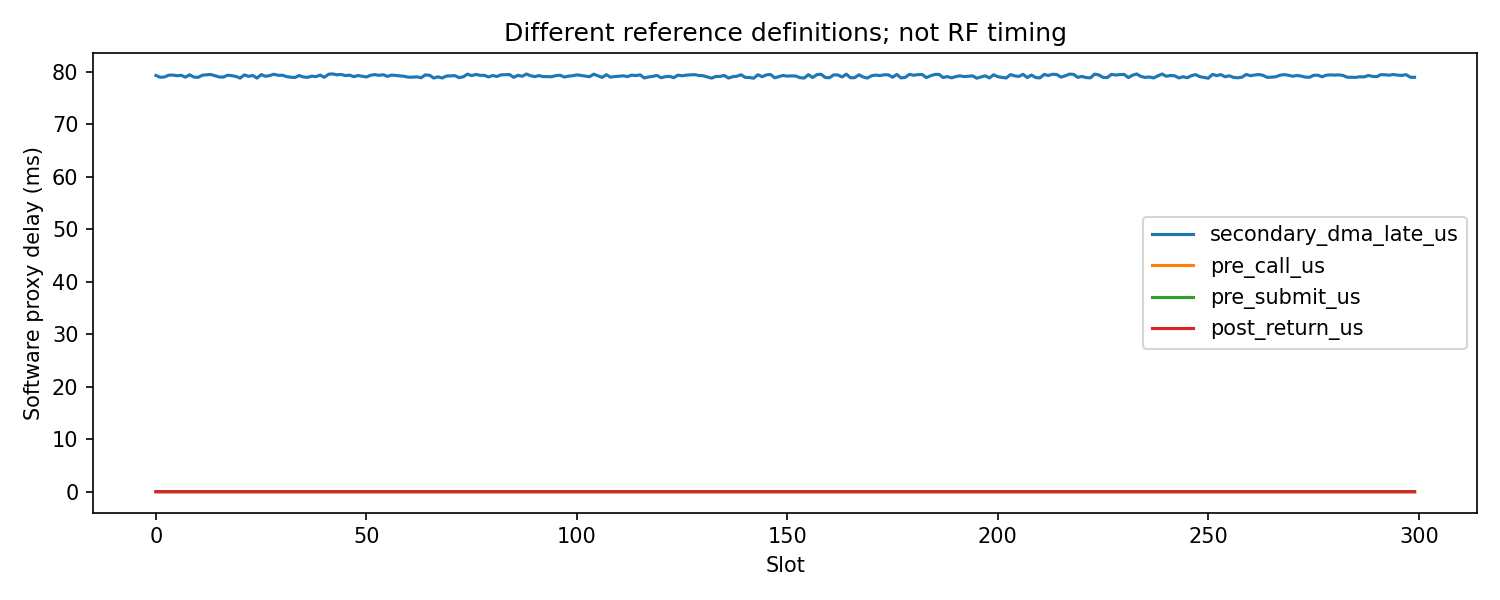 Different reference definitions; not RF timing
Software proxy delay (ms)
80
70
60
50
40
30
20
10
0
secondary_dma_late_us
pre_call_us
pre_submit_us
post_return_us
0 50 100 150 200 250 300
Slot